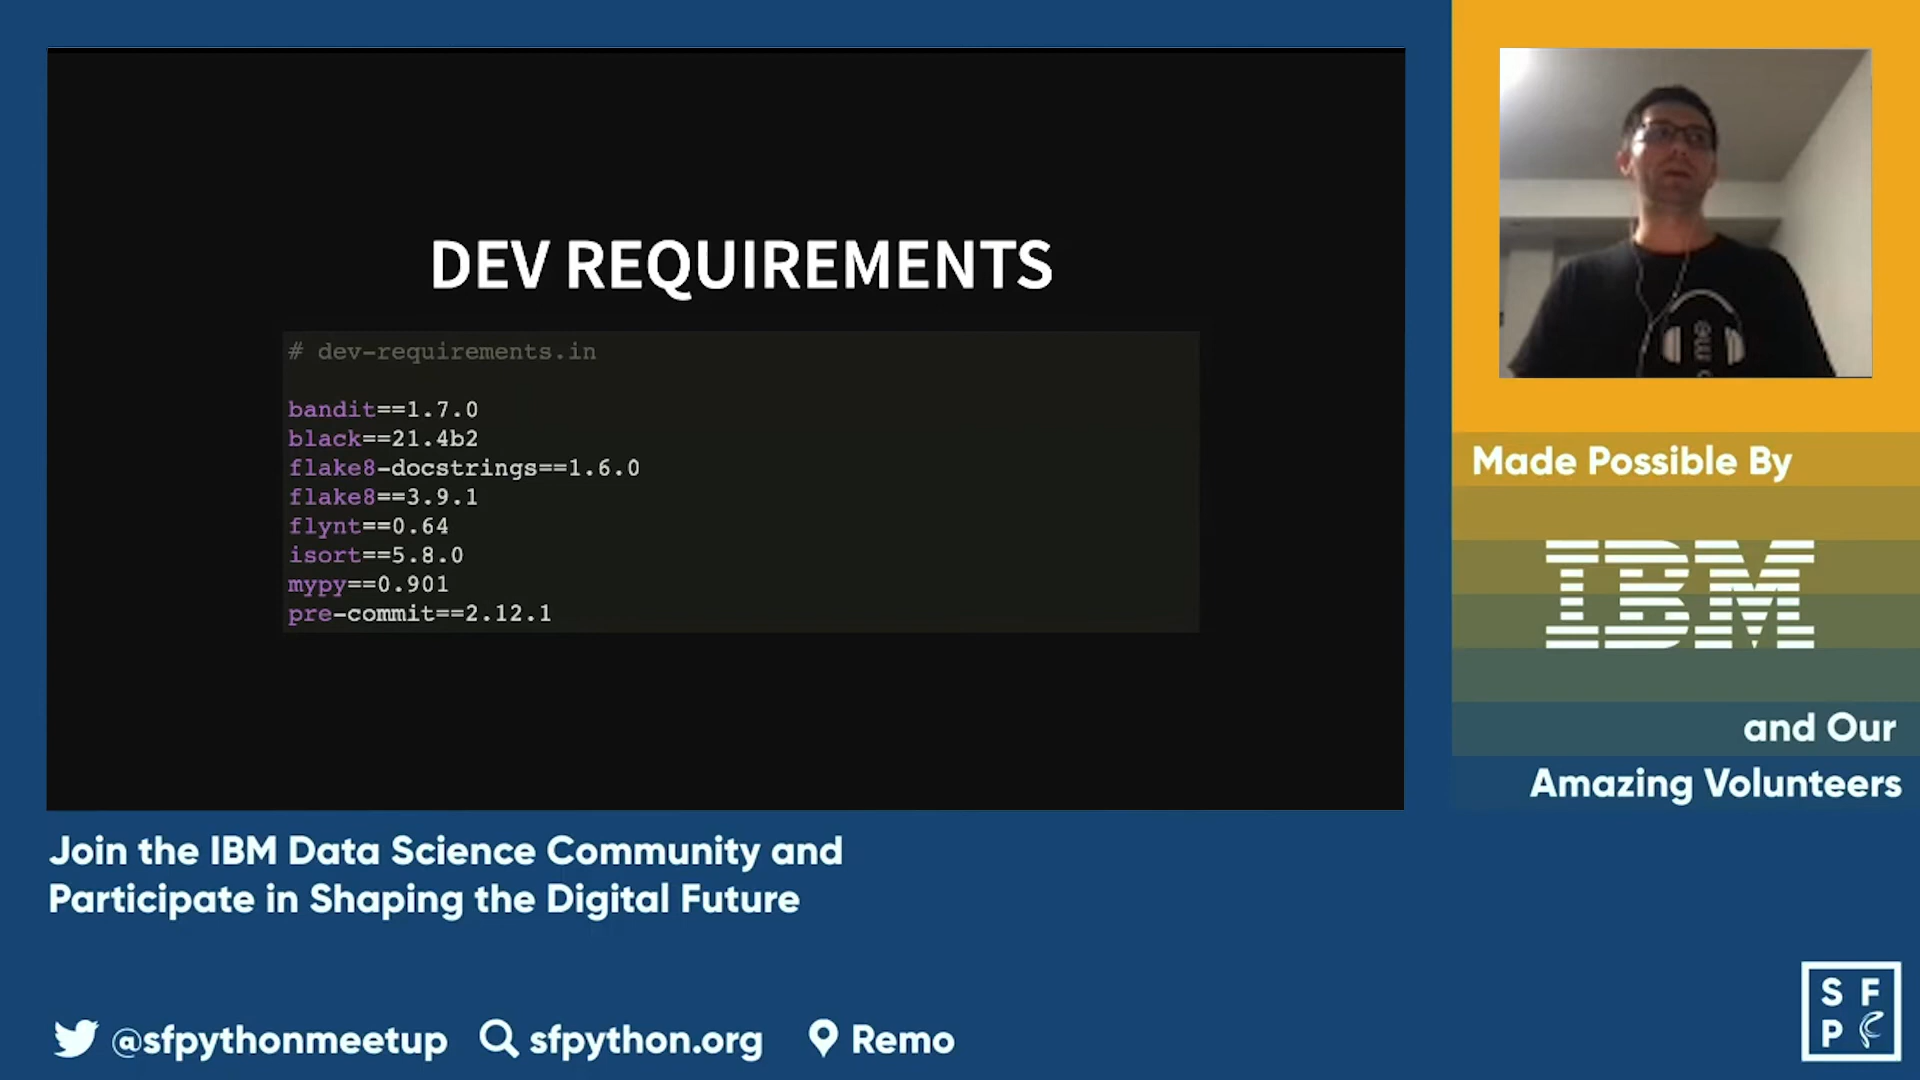 DEV REQUIREMENTS
# dev-requirements.in
bandit==1.7.0
black==21.4b2
flake8-docstrings==1.6.0
flake8==3.9.1
flynt==0.64
isort==5.8.0
mypy==0.901
pre-commit==2.12.1
Made Possible By
IBM
and Our
Amazing Volunteers
Join the IBM Data Science Community and
Participate in Shaping the Digital Future
@sfpythonmeetup
sfpython.org
Remo
S F
P